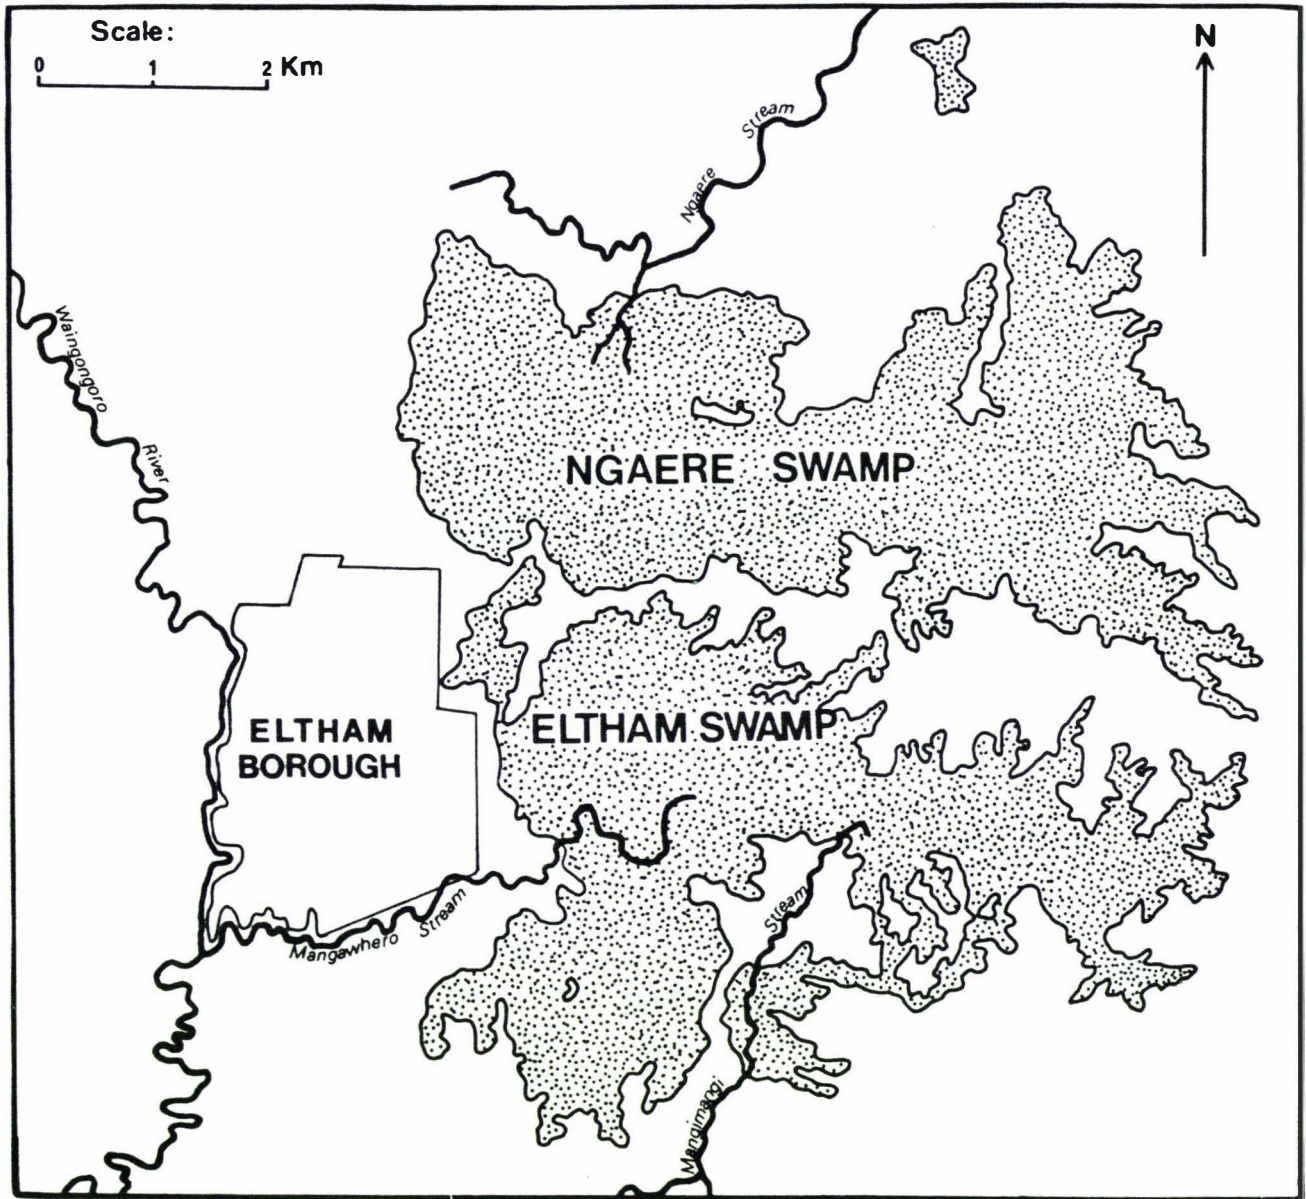 Scale:
0 1 2 Km
N
Ngaere Stream
Waingongoro River
NGAERE SWAMP
ELTHAM SWAMP
ELTHAM
BOROUGH
Mangawhero Stream
Mangimangi Stream